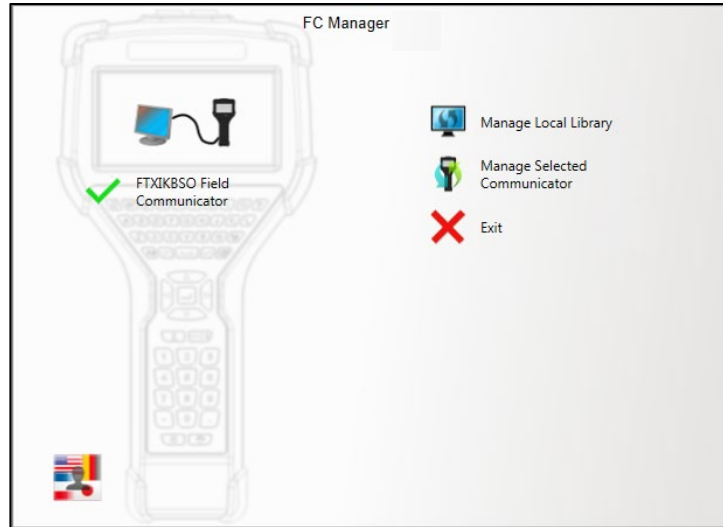 FC Manager
FTXIKBSO Field
Communicator
Manage Local Library
Manage Selected
Communicator
Exit